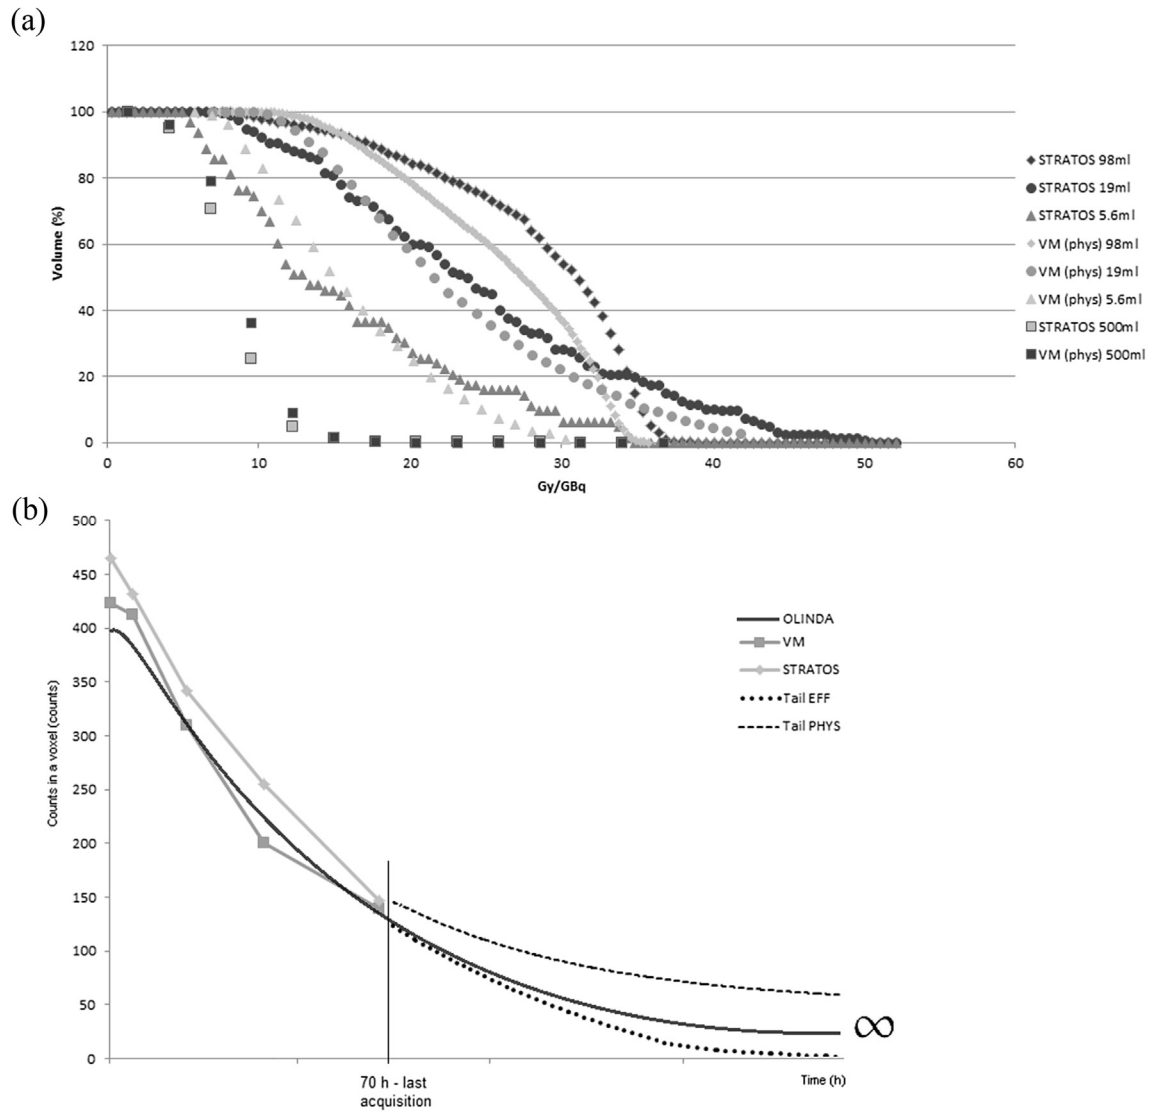 (a)
120
100
80
60
40
20
0
Volume (%)
0 10 20 30 40 50 60
Gy/GBq
STRATOS 98ml
STRATOS 19ml
STRATOS 5.6ml
VM (phys) 98ml
VM (phys) 19ml
VM (phys) 5.6ml
STRATOS 500ml
VM (phys) 500ml
(b)
500
450
400
350
300
250
200
150
100
50
0
Counts in a voxel (counts)
OLINDA
VM
STRATOS
Tail EFF
Tail PHYS
∞
70 h - last
acquisition
Time (h)